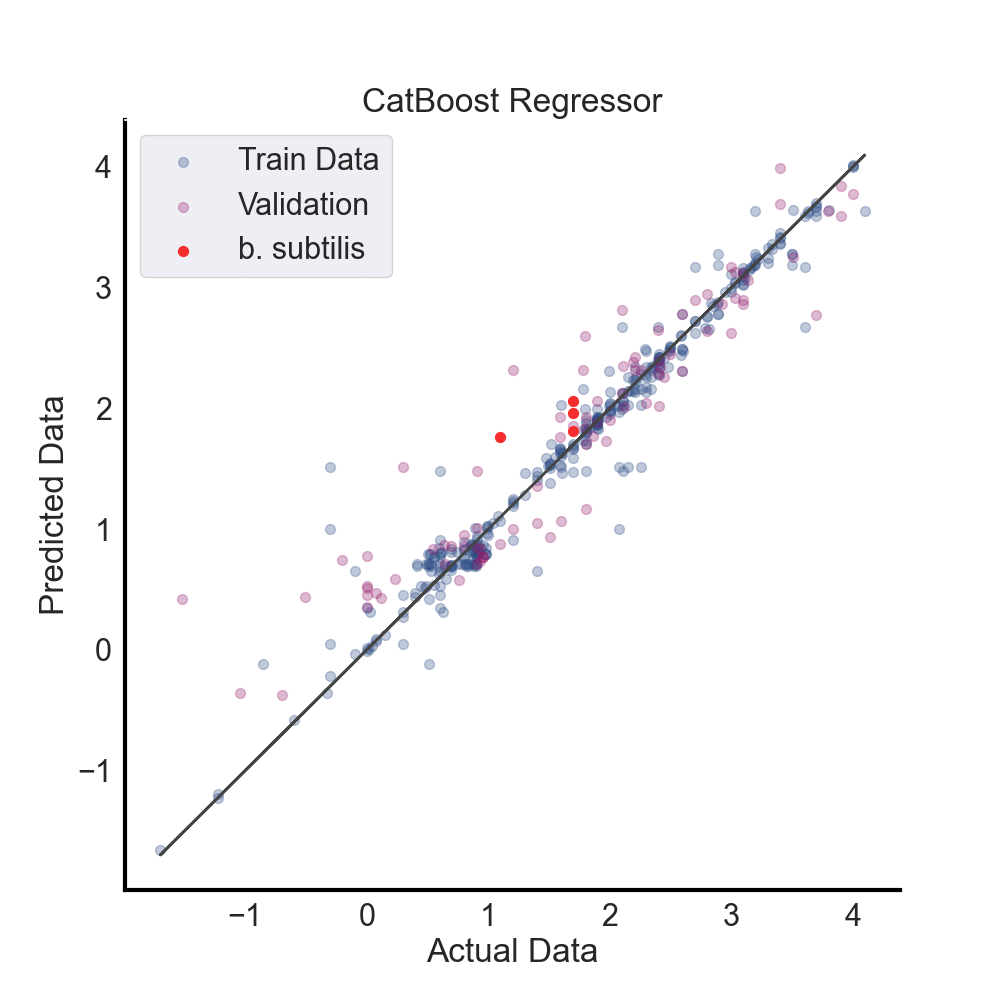 CatBoost Regressor
Train Data
Validation
b. subtilis
4
3
2
1
0
−1
Predicted Data
−1 0 1 2 3 4
Actual Data